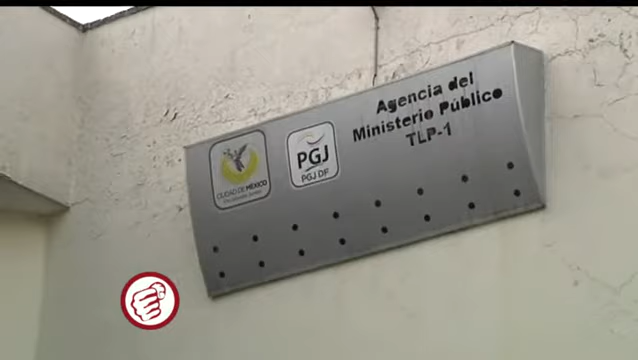 Agencia del
Ministerio Público
TLP-1
CIUDAD DE MÉXICO
PGJ
PGJ DF